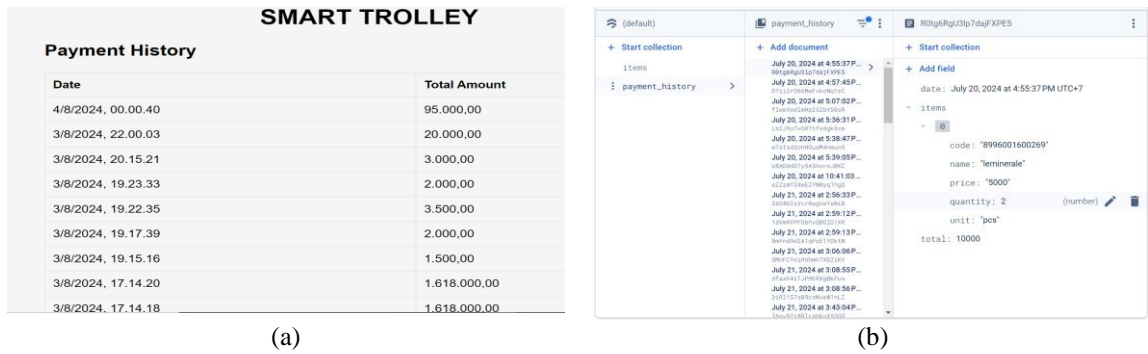 SMART TROLLEY
Payment History
Date Total Amount
4/8/2024, 00.00.40 95.000,00
3/8/2024, 22.00.03 20.000,00
3/8/2024, 20.15.21 3.000,00
3/8/2024, 19.23.33 2.000,00
3/8/2024, 19.22.35 3.500,00
3/8/2024, 19.17.39 2.000,00
3/8/2024, 19.15.16 1.500,00
3/8/2024, 17.14.20 1.618.000,00
3/8/2024, 17.14.18 1.618.000,00
(a)
(default)
+ Start collection
items
payment_history
payment_history
+ Add document
July 20, 2024 at 4:55:37 P...
R0tg6RgU3lp7dajFXPE5
July 20, 2024 at 4:57:45 P...
July 20, 2024 at 5:07:02 P...
July 20, 2024 at 5:36:31 P...
July 20, 2024 at 5:38:47 P...
July 20, 2024 at 5:39:05 P...
July 20, 2024 at 10:41:03 ...
July 21, 2024 at 2:56:33 P...
July 21, 2024 at 2:59:12 P...
July 21, 2024 at 2:59:13 P...
July 21, 2024 at 3:06:06 P...
July 21, 2024 at 3:08:55 P...
July 21, 2024 at 3:08:56 P...
July 21, 2024 at 3:43:04 P...
R0tg6RgU3lp7dajFXPE5
+ Start collection
+ Add field
date: July 20, 2024 at 4:55:37 PM UTC+7
items
0
code: "8996001600269"
name: "leminerale"
price: "5000"
quantity: 2 (number)
unit: "pcs"
total: 10000
(b)